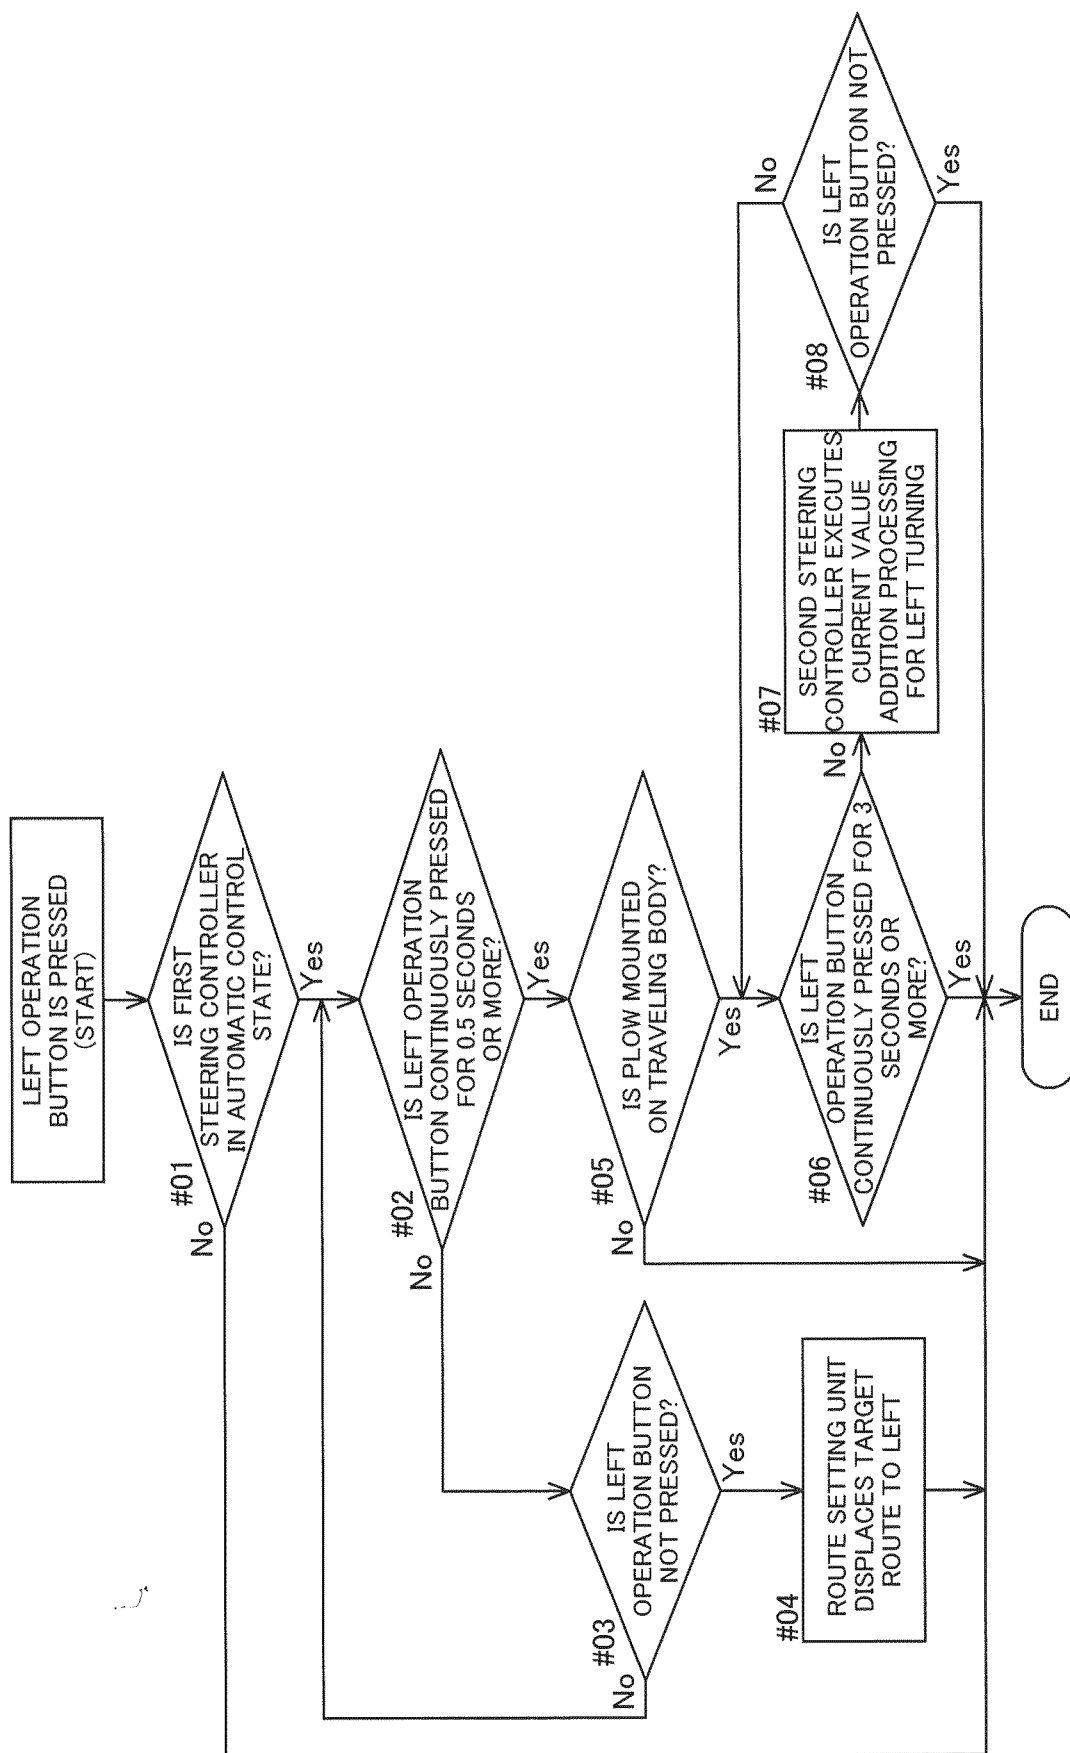 LEFT OPERATION
BUTTON IS PRESSED
(START)
#01
IS FIRST
STEERING CONTROLLER
IN AUTOMATIC CONTROL
STATE?
No
Yes
#02
IS LEFT OPERATION
BUTTON CONTINUOUSLY PRESSED
FOR 0.5 SECONDS
OR MORE?
No
Yes
#03
IS LEFT
OPERATION BUTTON
NOT PRESSED?
No
Yes
#04
ROUTE SETTING UNIT
DISPLACES TARGET
ROUTE TO LEFT
#05
IS PLOW MOUNTED
ON TRAVELING BODY?
No
Yes
#06
IS LEFT
OPERATION BUTTON
CONTINUOUSLY PRESSED FOR 3
SECONDS OR
MORE?
No
Yes
#07
SECOND STEERING
CONTROLLER EXECUTES
CURRENT VALUE
ADDITION PROCESSING
FOR LEFT TURNING
#08
IS LEFT
OPERATION BUTTON NOT
PRESSED?
No
Yes
END